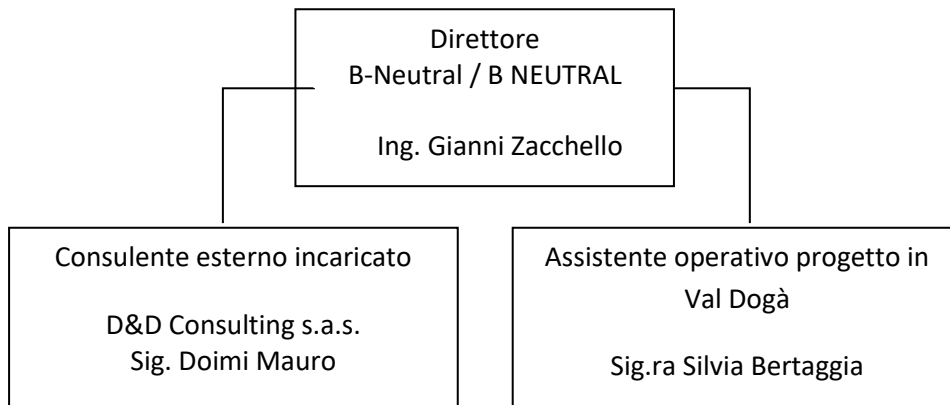 Direttore
B-Neutral / B NEUTRAL
Ing. Gianni Zacchello
Consulente esterno incaricato
D&D Consulting s.a.s.
Sig. Doimi Mauro
Assistente operativo progetto in
Val Dogà
Sig.ra Silvia Bertaggia